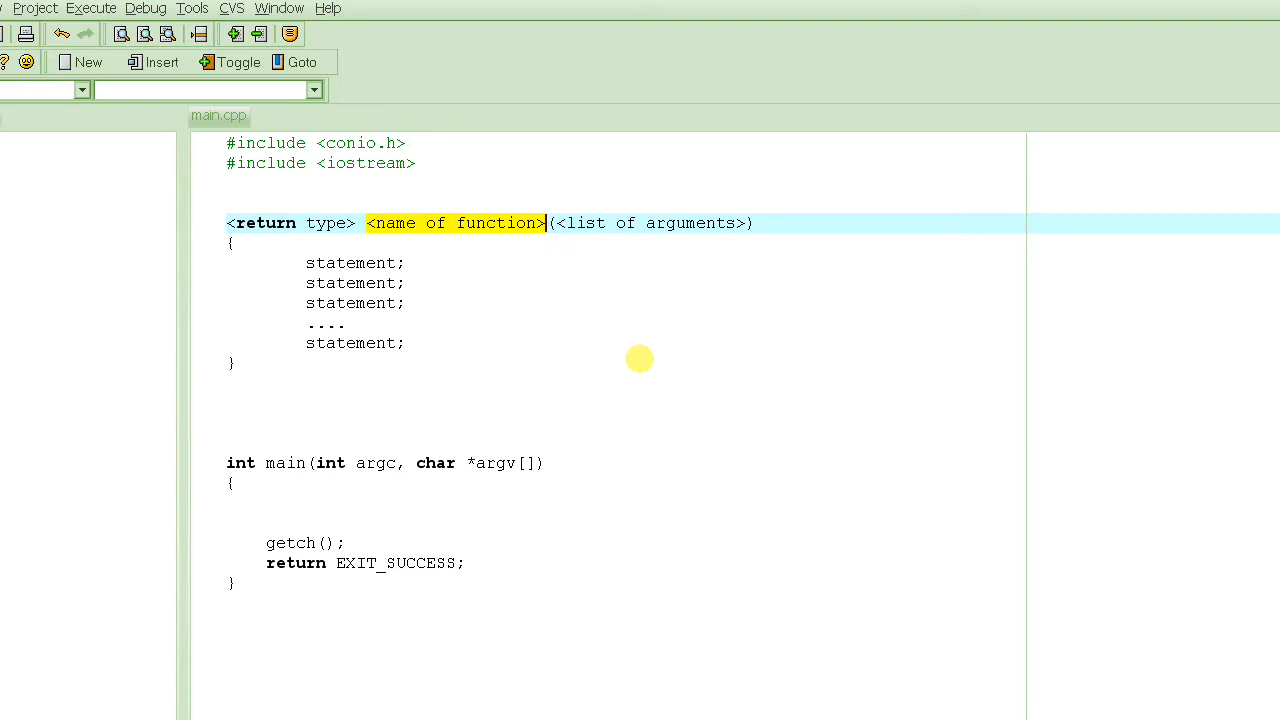 Project Execute Debug Tools CVS Window Help
New Insert Toggle Goto
main.cpp
#include <conio.h>
#include <iostream>
<return type> <name of function>(<list of arguments>)
{
statement;
statement;
statement;
....
statement;
}
int main(int argc, char *argv[])
{
getch();
return EXIT_SUCCESS;
}